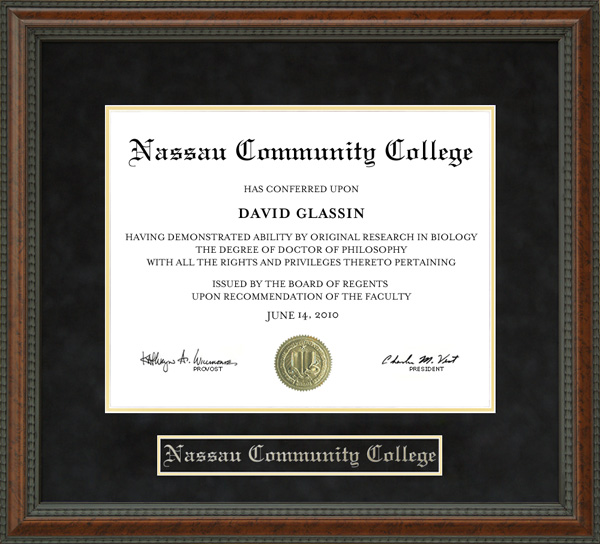 Nassau Community College
HAS CONFERRED UPON
DAVID GLASSIN
HAVING DEMONSTRATED ABILITY BY ORIGINAL RESEARCH IN BIOLOGY
THE DEGREE OF DOCTOR OF PHILOSOPHY
WITH ALL THE RIGHTS AND PRIVILEGES THERETO PERTAINING
ISSUED BY THE BOARD OF REGENTS
UPON RECOMMENDATION OF THE FACULTY
JUNE 14, 2010
PROVOST
PRESIDENT
Nassau Community College